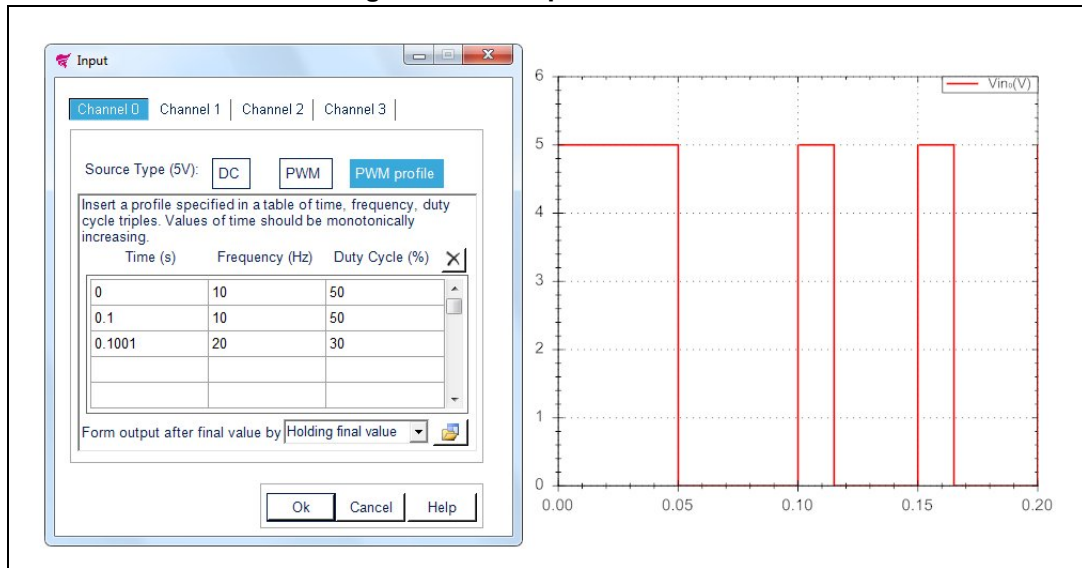 Input
Channel 0 Channel 1 Channel 2 Channel 3
Source Type (5V): DC PWM PWM profile
Insert a profile specified in a table of time, frequency, duty
cycle triples. Values of time should be monotonically
increasing.
Time (s) Frequency (Hz) Duty Cycle (%)
0 10 50
0.1 10 50
0.1001 20 30
Form output after final value by Holding final value
Ok Cancel Help
Vin₀(V)
6
5
4
3
2
1
0
0.00 0.05 0.10 0.15 0.20